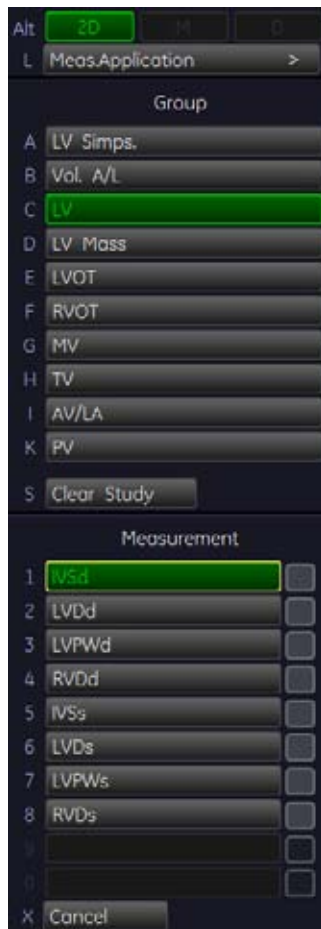 Alt 2D M D
L Meas.Application >
Group
A LV Simps.
B Vol. A/L
C LV
D LV Mass
E LVOT
F RVOT
G MV
H TV
I AV/LA
K PV
S Clear Study
Measurement
1 IVSd
2 LVDd
3 LVPWd
4 RVDd
5 IVSs
6 LVDs
7 LVPWs
8 RVDs
9
0
X Cancel